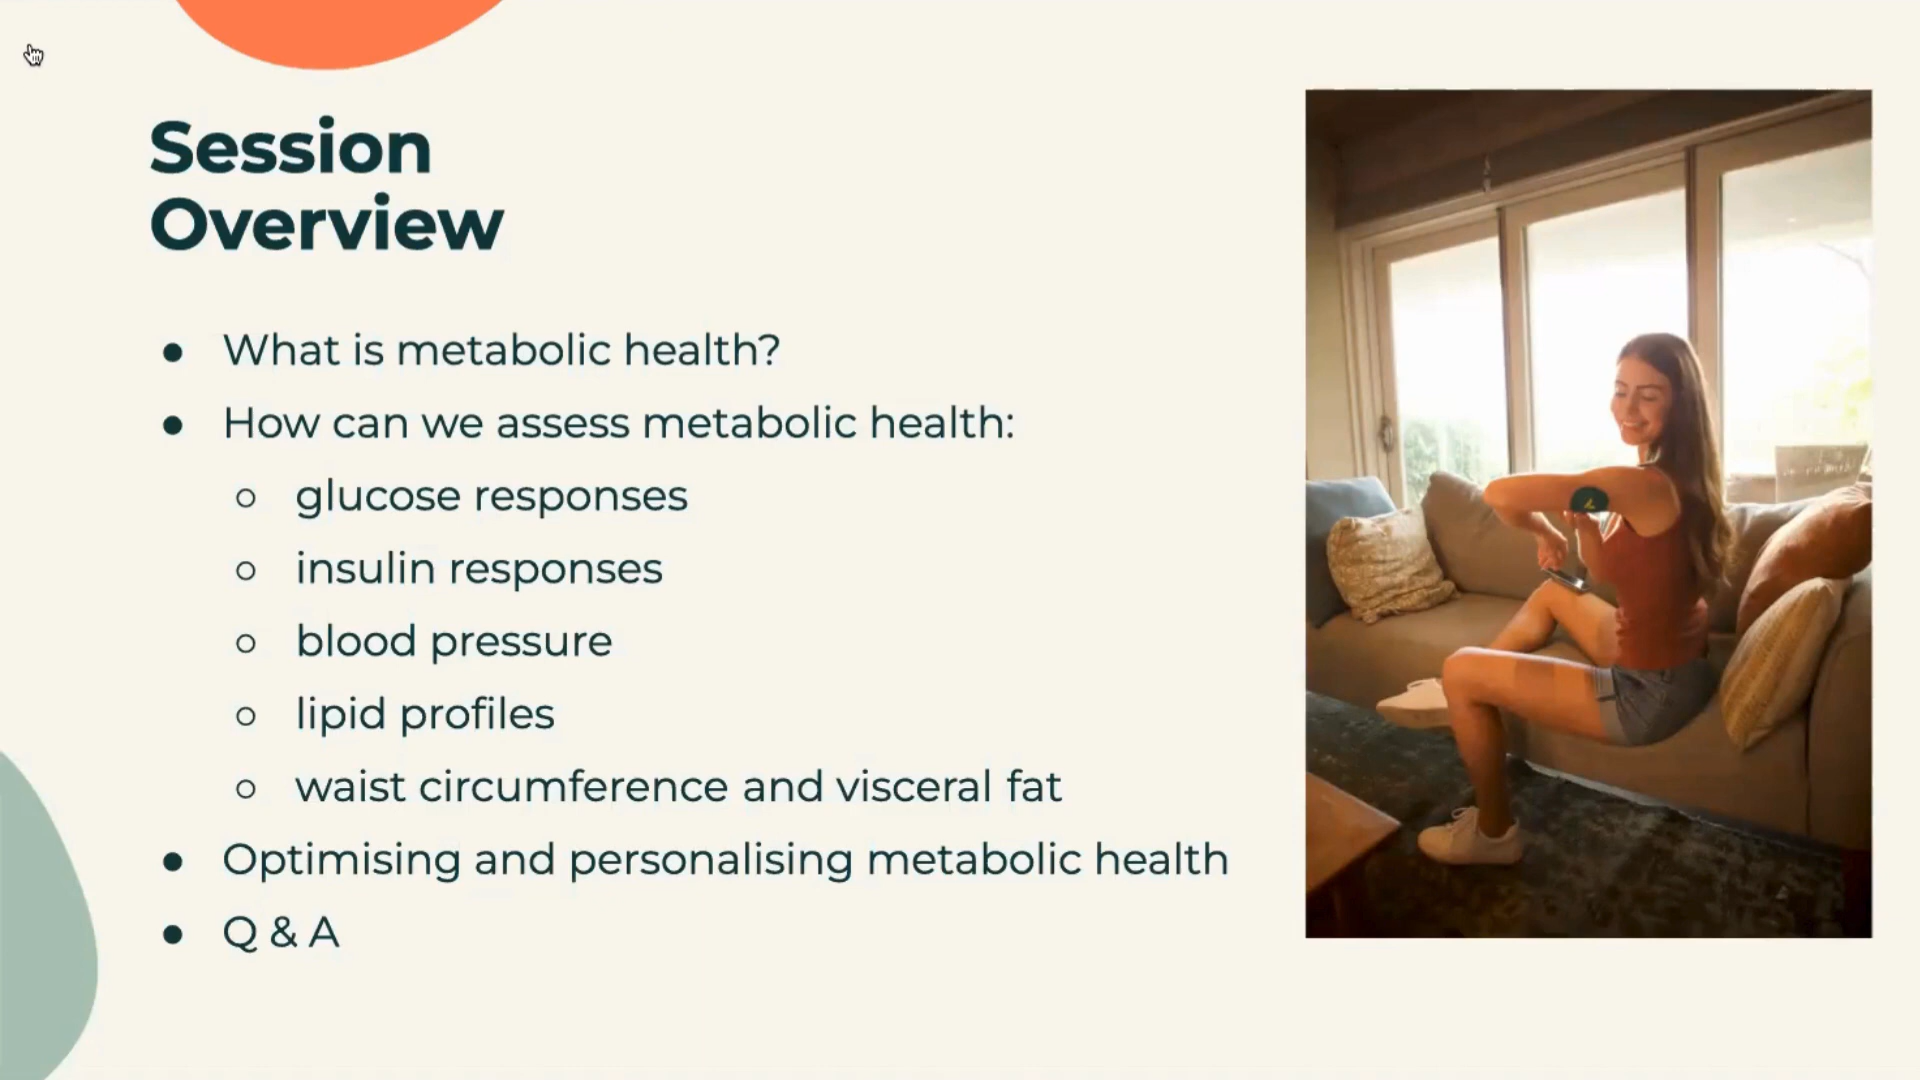 Session
Overview
● What is metabolic health?
● How can we assess metabolic health:
○ glucose responses
○ insulin responses
○ blood pressure
○ lipid profiles
○ waist circumference and visceral fat
● Optimising and personalising metabolic health
● Q & A